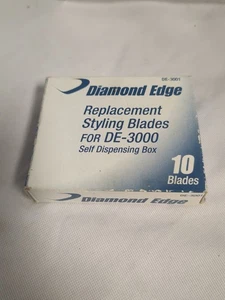 DE-3001
Diamond Edge
Replacement
Styling Blades
FOR DE-3000
Self Dispensing Box
10
Blades
Diamond Edge